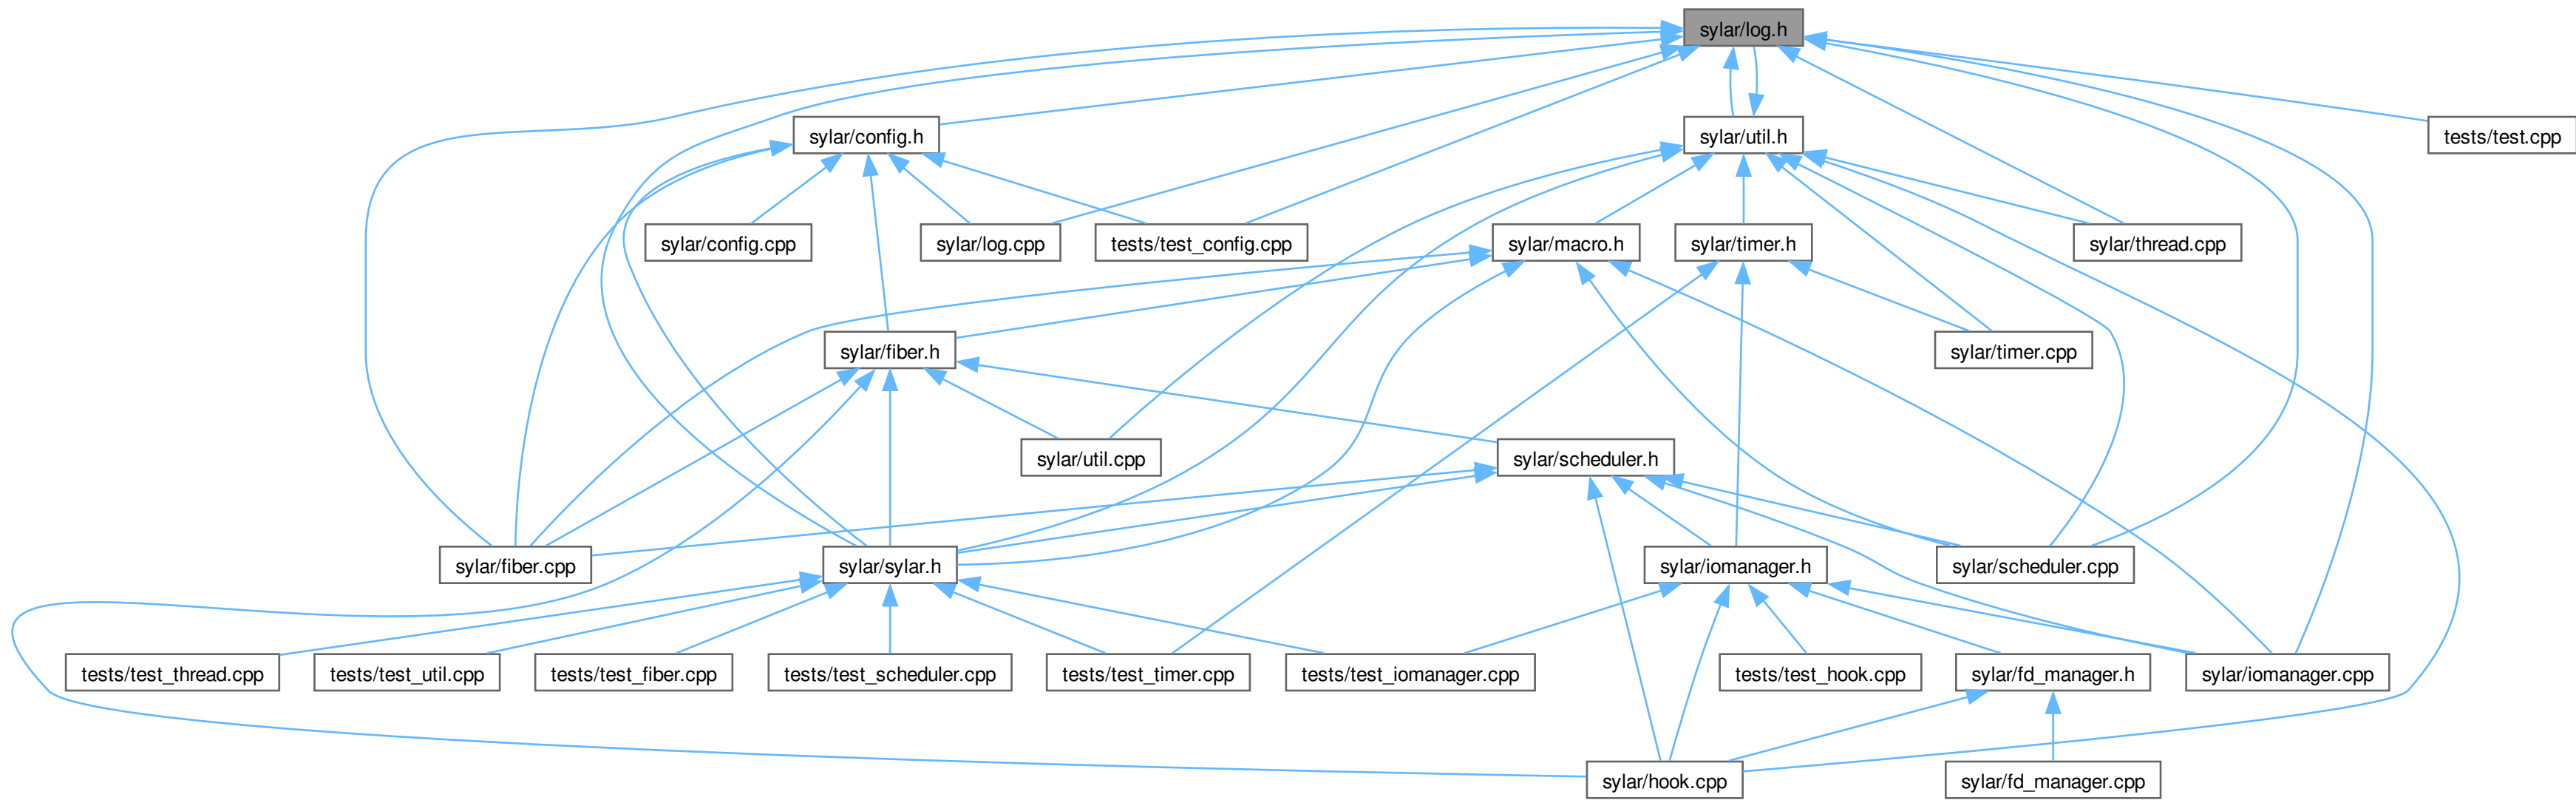 sylar/log.h
sylar/config.h
sylar/util.h
tests/test.cpp
sylar/config.cpp
sylar/log.cpp
tests/test_config.cpp
sylar/macro.h
sylar/timer.h
sylar/thread.cpp
sylar/fiber.h
sylar/timer.cpp
sylar/util.cpp
sylar/scheduler.h
sylar/fiber.cpp
sylar/sylar.h
sylar/iomanager.h
sylar/scheduler.cpp
tests/test_thread.cpp
tests/test_util.cpp
tests/test_fiber.cpp
tests/test_scheduler.cpp
tests/test_timer.cpp
tests/test_iomanager.cpp
tests/test_hook.cpp
sylar/fd_manager.h
sylar/iomanager.cpp
sylar/hook.cpp
sylar/fd_manager.cpp